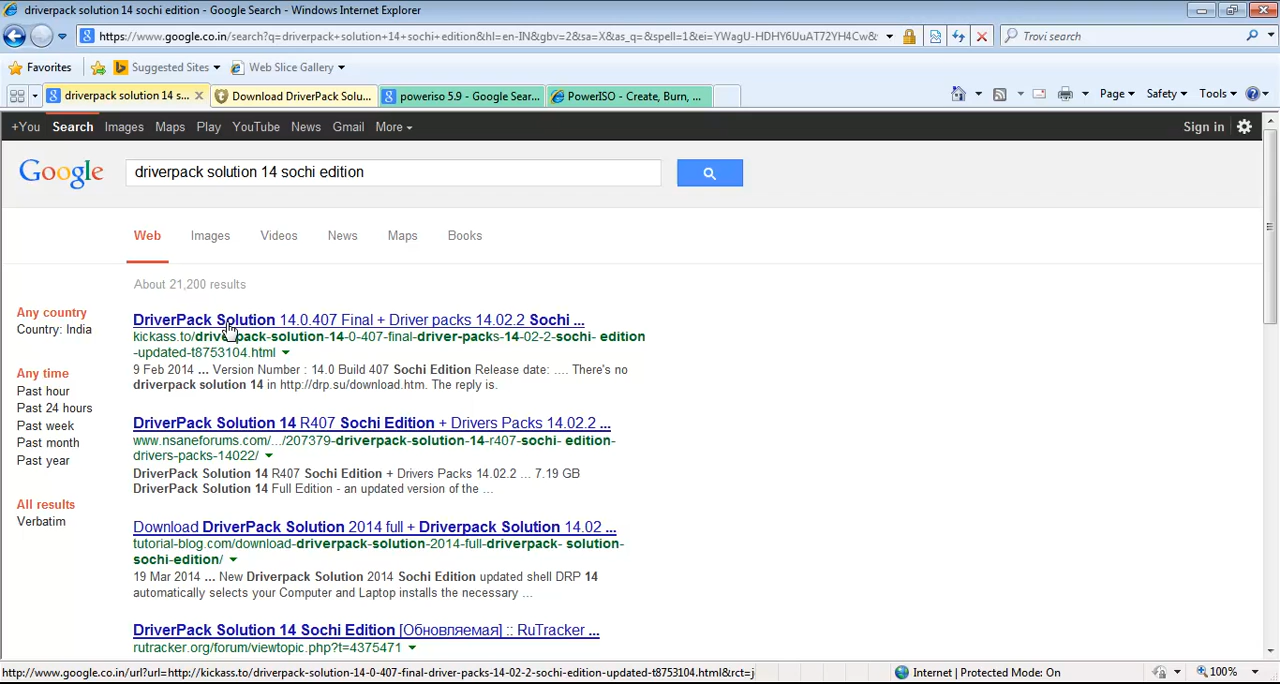 driverpack solution 14 sochi edition - Google Search - Windows Internet Explorer
https://www.google.co.in/search?q=driverpack+solution+14+sochi+edition&hl=en-IN&gbv=2&sa=X&as_q=&spell=1&ei=YWagU-HDHY6UuAT72YH4Cw&
Trovi search
Favorites
Suggested Sites
Web Slice Gallery
driverpack solution 14 s...
Download DriverPack Solu...
poweriso 5.9 - Google Sear...
PowerISO - Create, Burn, ...
Page
Safety
Tools
+You Search Images Maps Play YouTube News Gmail More
Sign in
Google
driverpack solution 14 sochi edition
Web Images Videos News Maps Books
About 21,200 results
Any country
Country: India
Any time
Past hour
Past 24 hours
Past week
Past month
Past year
All results
Verbatim
DriverPack Solution 14.0.407 Final + Driver packs 14.02.2 Sochi ...
kickass.to/driverpack-solution-14-0-407-final-driver-packs-14-02-2-sochi- edition
-updated-t8753104.html
9 Feb 2014 ... Version Number : 14.0 Build 407 Sochi Edition Release date: .... There's no
driverpack solution 14 in http://drp.su/download.htm. The reply is.
DriverPack Solution 14 R407 Sochi Edition + Drivers Packs 14.02.2 ...
www.nsaneforums.com/.../207379-driverpack-solution-14-r407-sochi- edition-
drivers-packs-14022/
DriverPack Solution 14 R407 Sochi Edition + Drivers Packs 14.02.2 ... 7.19 GB
DriverPack Solution 14 Full Edition - an updated version of the ...
Download DriverPack Solution 2014 full + Driverpack Solution 14.02 ...
tutorial-blog.com/download-driverpack-solution-2014-full-driverpack- solution-
sochi-edition/
19 Mar 2014 ... New Driverpack Solution 2014 Sochi Edition updated shell DRP 14
automatically selects your Computer and Laptop installs the necessary ...
DriverPack Solution 14 Sochi Edition [Обновляемая] :: RuTracker ...
rutracker.org/forum/viewtopic.php?t=4375471
http://www.google.co.in/url?url=http://kickass.to/driverpack-solution-14-0-407-final-driver-packs-14-02-2-sochi-edition-updated-t8753104.html&rct=j
Internet | Protected Mode: On
100%